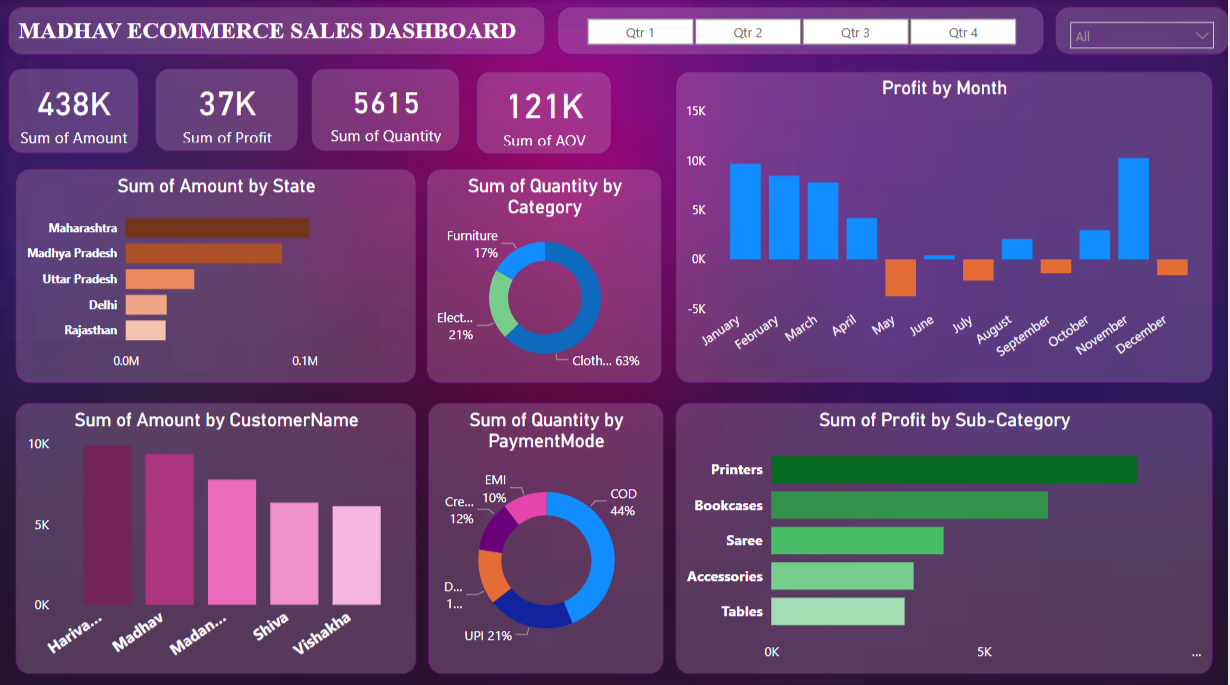 MADHAV ECOMMERCE SALES DASHBOARD
Qtr 1
Qtr 2
Qtr 3
Qtr 4
All
438K
Sum of Amount
37K
Sum of Profit
5615
Sum of Quantity
121K
Sum of AOV
Profit by Month
15K
10K
5K
0K
-5K
January
February
March
April
May
June
July
August
September
October
November
December
Sum of Amount by State
Maharashtra
Madhya Pradesh
Uttar Pradesh
Delhi
Rajasthan
0.0M
0.1M
Sum of Quantity by
Category
Furniture
17%
Elect...
21%
Cloth... 63%
Sum of Amount by CustomerName
10K
5K
0K
Hariva...
Madhav
Madan...
Shiva
Vishakha
Sum of Quantity by
PaymentMode
EMI
10%
COD
44%
Cre...
12%
D...
1...
UPI 21%
Sum of Profit by Sub-Category
Printers
Bookcases
Saree
Accessories
Tables
0K
5K
...